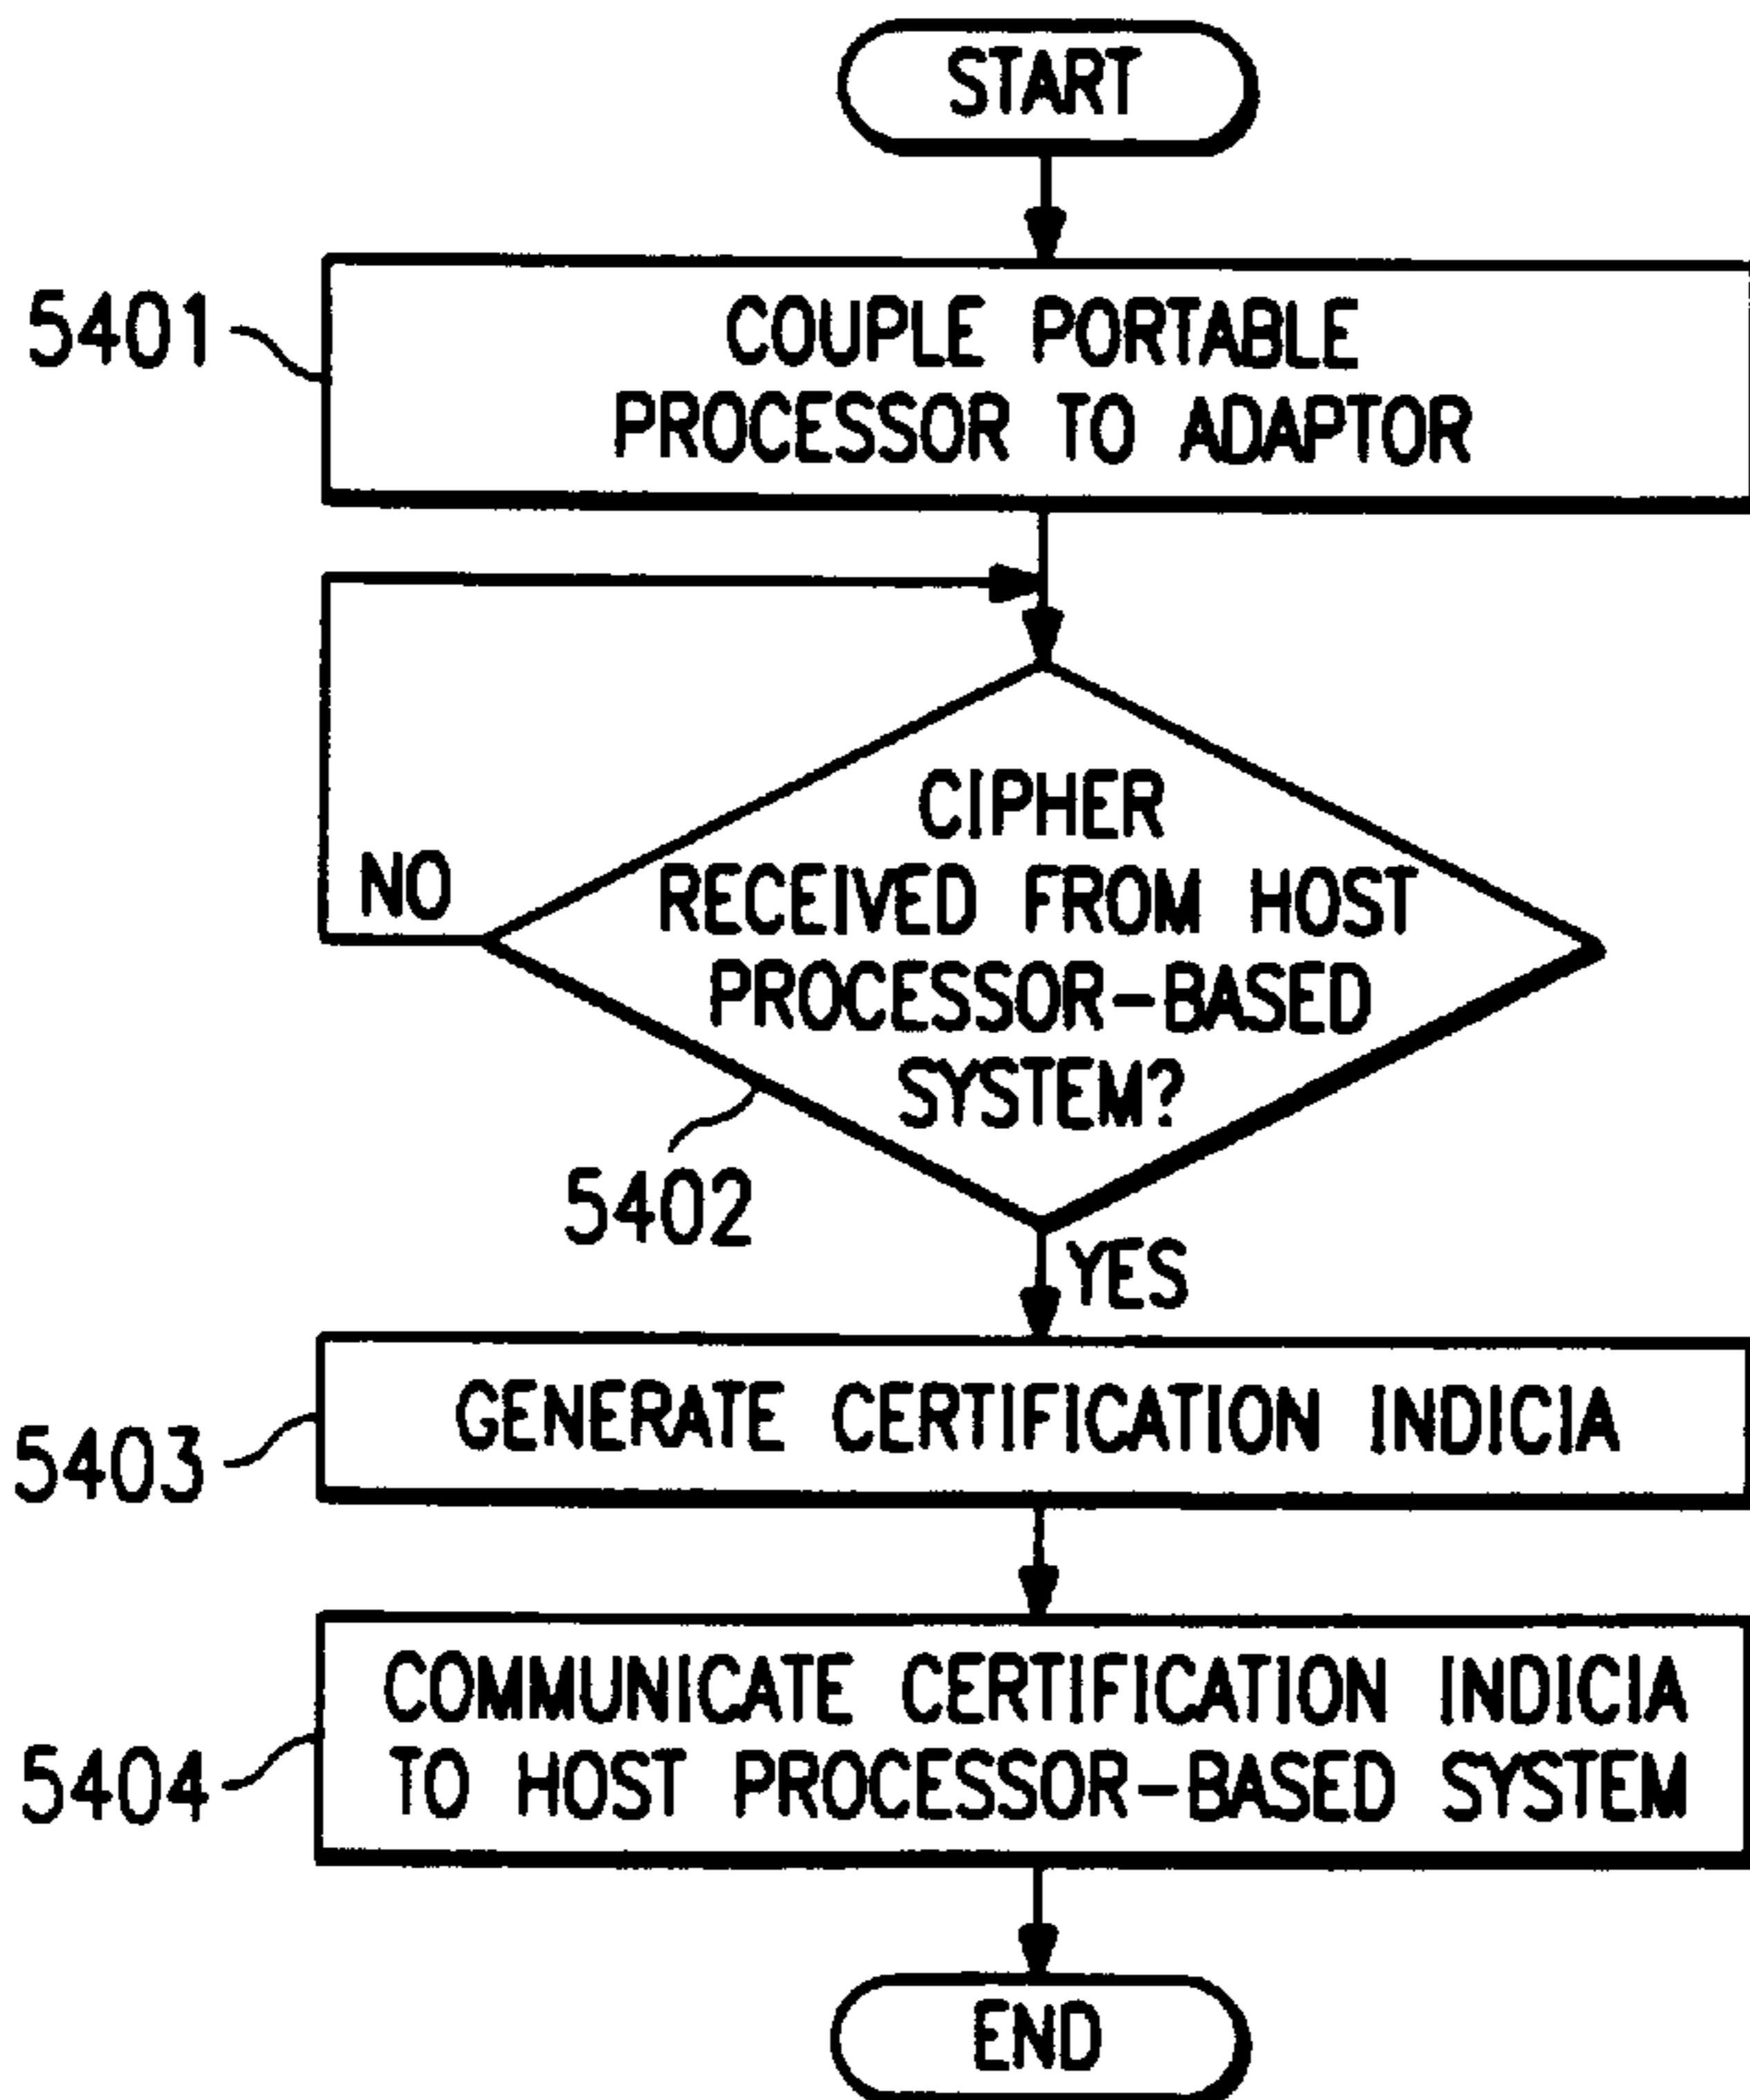 START
5401
COUPLE PORTABLE
PROCESSOR TO ADAPTOR
CIPHER
RECEIVED FROM HOST
PROCESSOR-BASED
SYSTEM?
NO
5402
YES
5403
GENERATE CERTIFICATION INDICIA
5404
COMMUNICATE CERTIFICATION INDICIA
TO HOST PROCESSOR-BASED SYSTEM
END